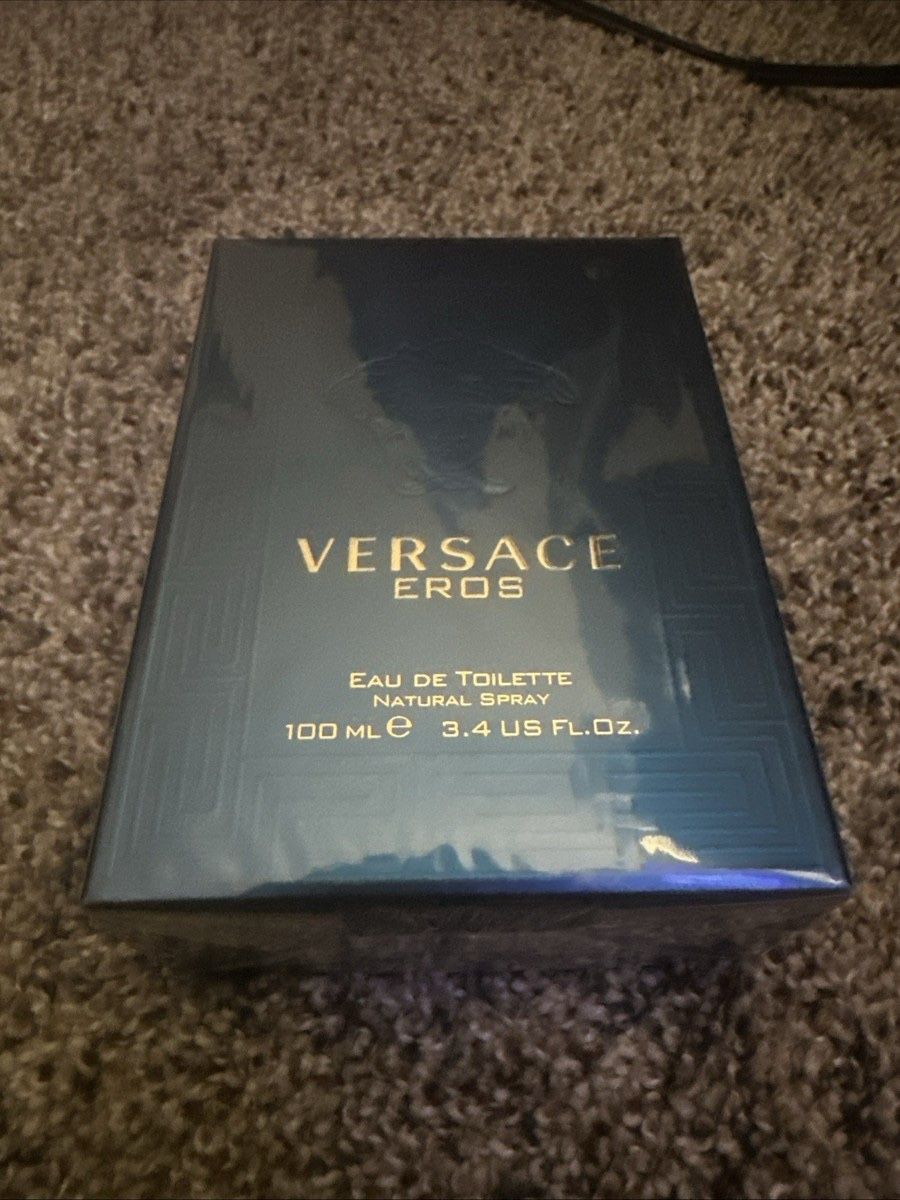 VERSACE
EROS
EAU DE TOILETTE
NATURAL SPRAY
100 ML ℮ 3.4 US FL.OZ.